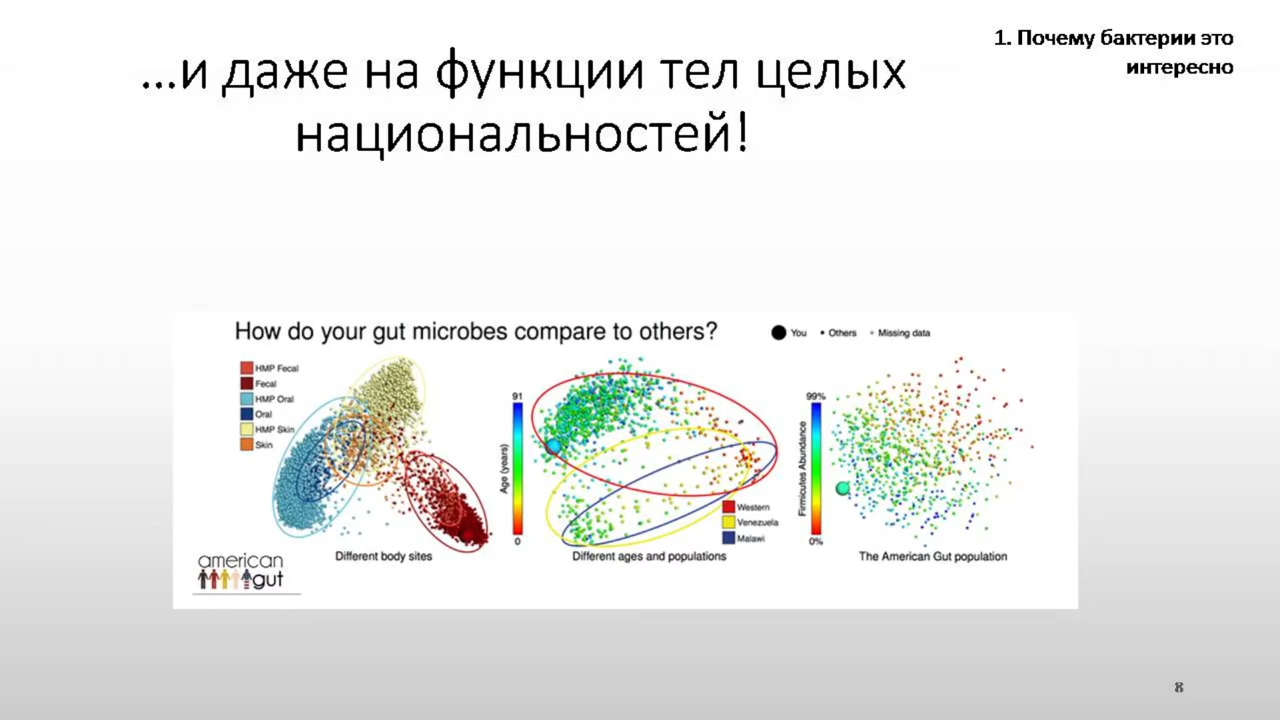 1. Почему бактерии это
интересно
...и даже на функции тел целых
национальностей!
How do your gut microbes compare to others?
You
Others
Missing data
HMP Fecal
Fecal
HMP Oral
Oral
HMP Skin
Skin
Different body sites
91
Age (years)
0
Western
Venezuela
Malawi
Different ages and populations
99%
Firmicutes Abundance
0%
The American Gut population
american
gut
8